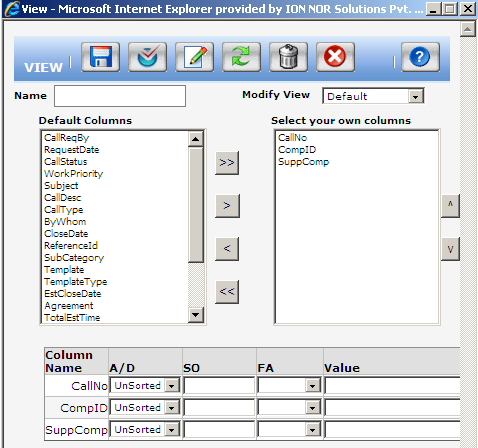 View - Microsoft Internet Explorer provided by ION NOR Solutions Pvt. ...
VIEW
Name
Modify View
Default
Default Columns
Select your own columns
CallReqBy
RequestDate
CallStatus
WorkPriority
Subject
CallDesc
CallType
ByWhom
CloseDate
ReferenceId
SubCategory
Template
TemplateType
EstCloseDate
Agreement
TotalEstTime
>>
>
<
<<
CallNo
CompID
SuppComp
^
v
Column Name A/D SO FA Value
CallNo UnSorted
CompID UnSorted
SuppComp UnSorted